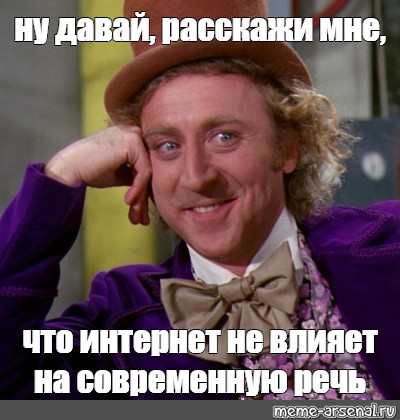 ну давай, расскажи мне,
что интернет не влияет
на современную речь
meme-arsenal.ru